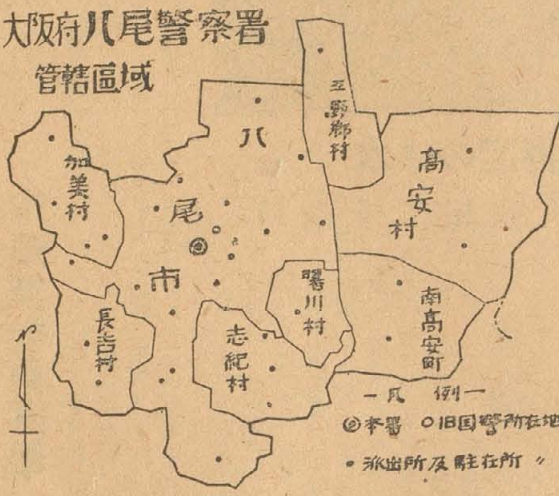 大阪府八尾警察署
管轄區域
八
尾
市
玉野郷村
高安村
加美村
曙川村
南高安町
長吉村
志紀村
N
一凡例一
◎本署 ○旧国警所在地
• 派出所及駐在所 〃